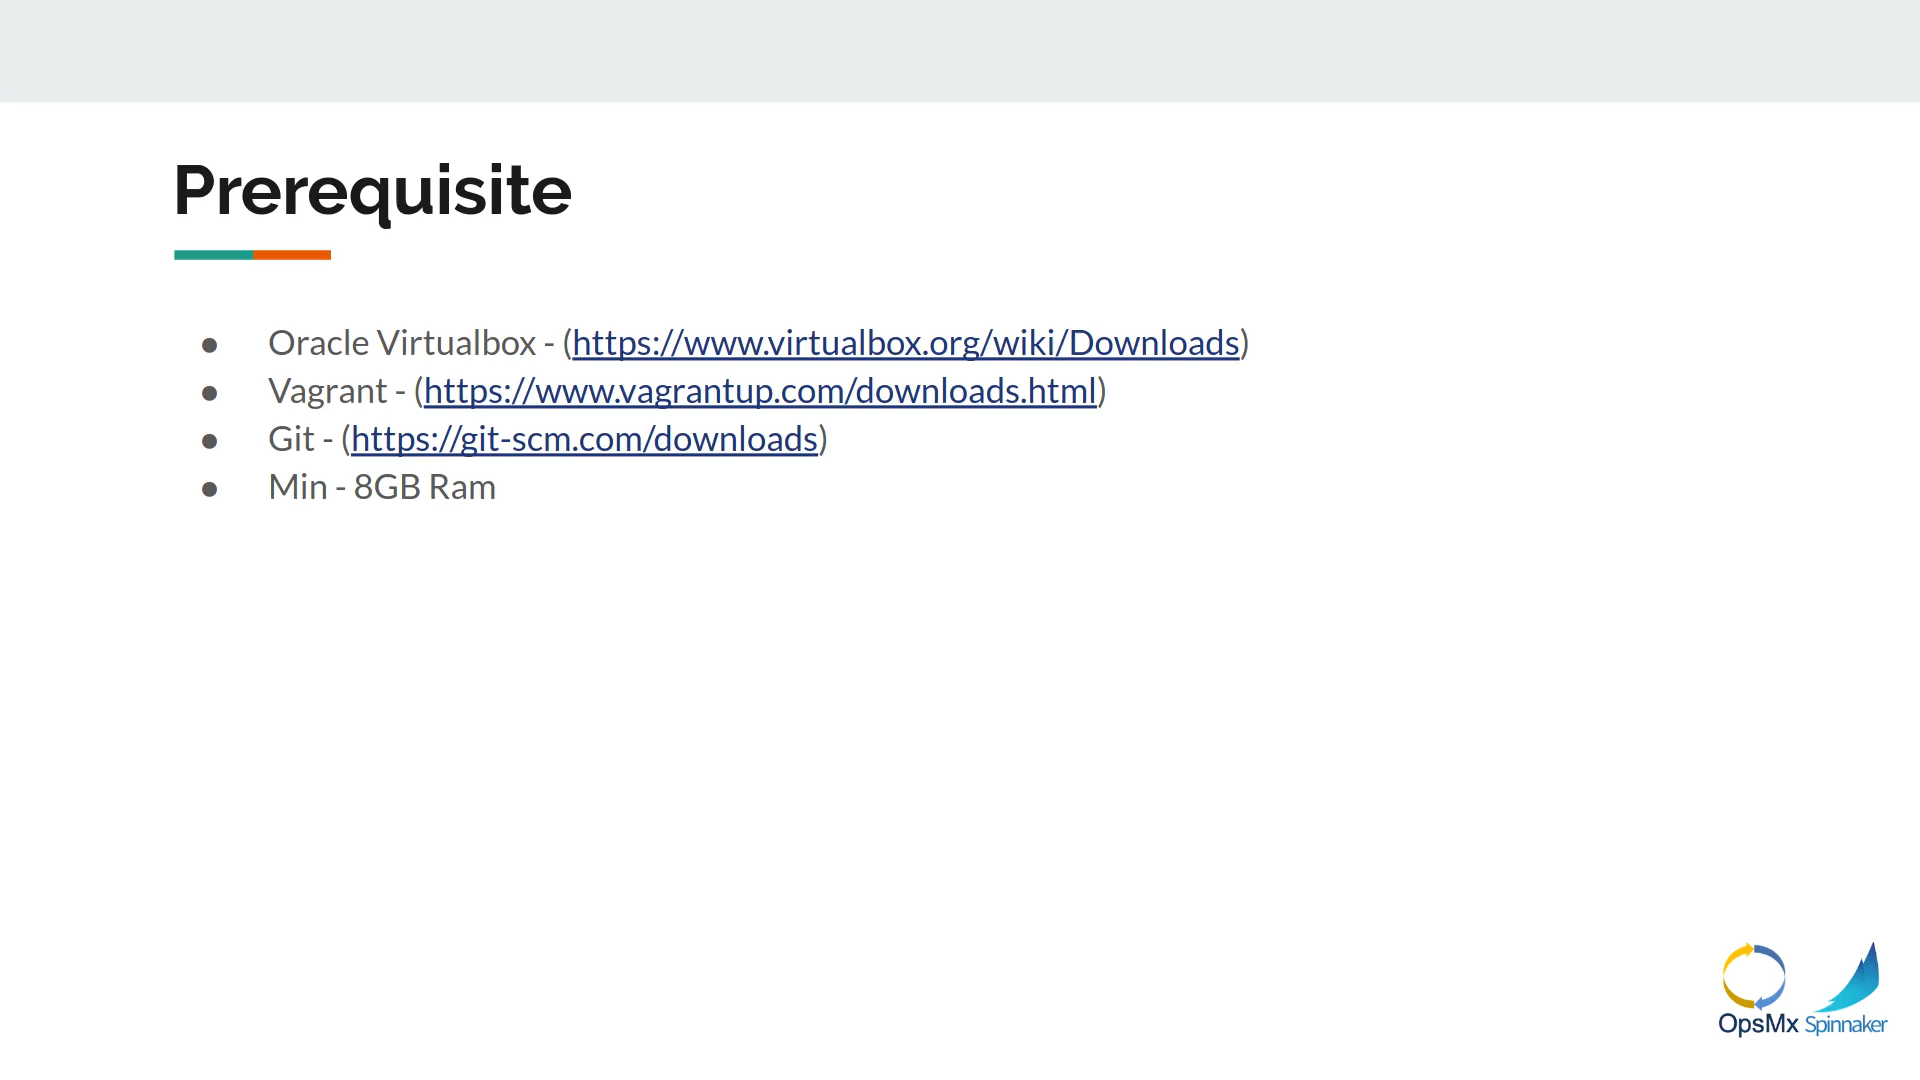 Prerequisite
● Oracle Virtualbox - (https://www.virtualbox.org/wiki/Downloads)
● Vagrant - (https://www.vagrantup.com/downloads.html)
● Git - (https://git-scm.com/downloads)
● Min - 8GB Ram
OpsMx Spinnaker